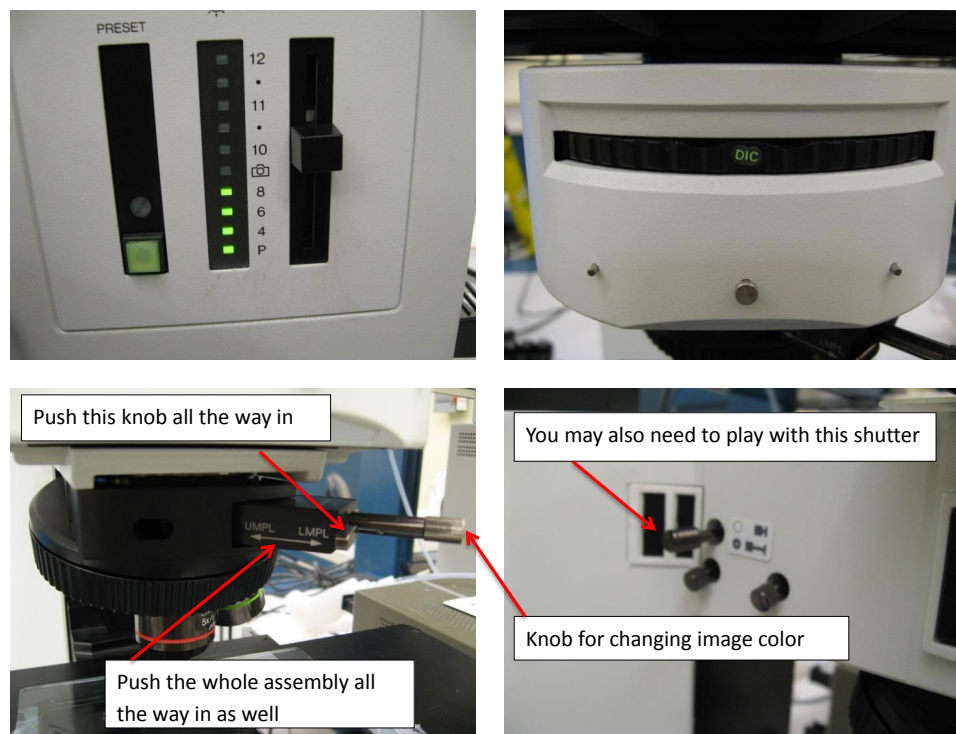 PRESET
12
•
11
•
10
8
6
4
P
DIC
LMPL
Push this knob all the way in
UMPL LMPL
5x
Push the whole assembly all
the way in as well
You may also need to play with this shutter
Knob for changing image color